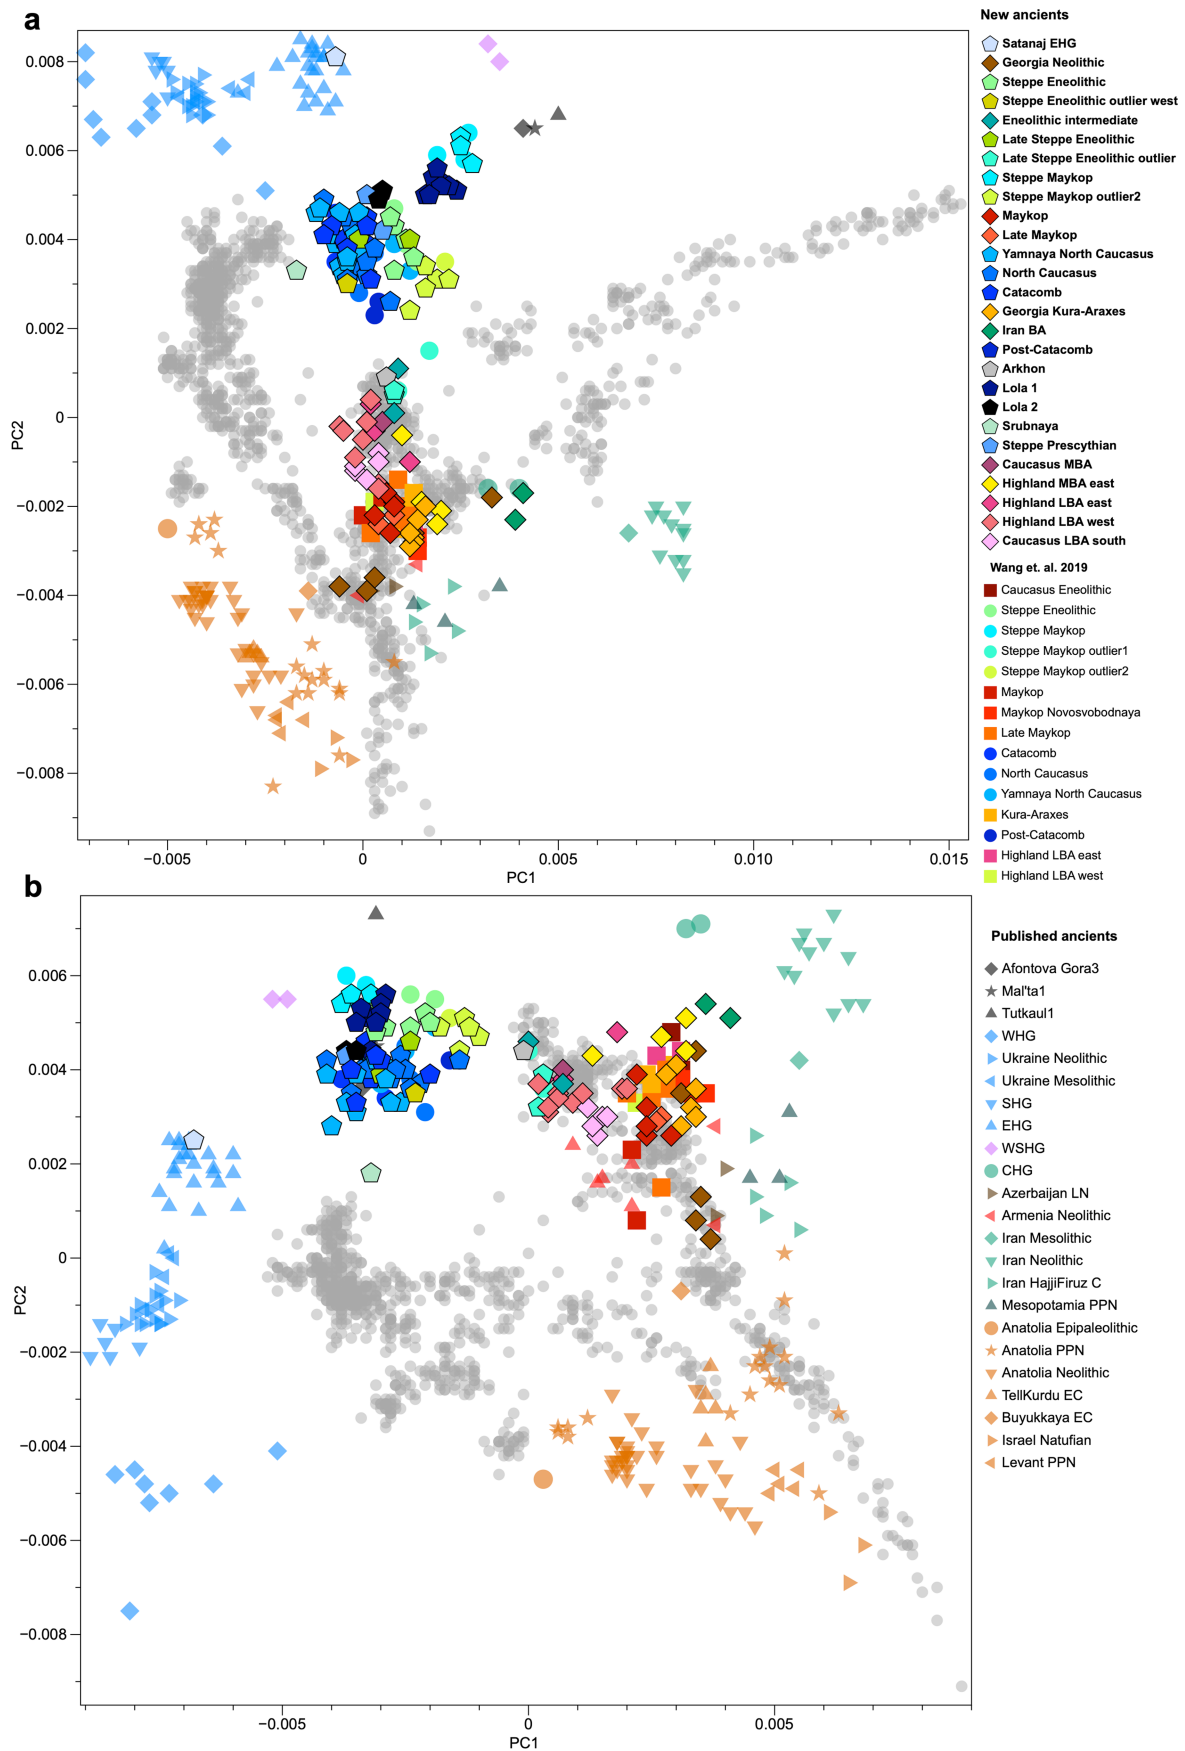 a
0.008
0.006
0.004
0.002
0
−0.002
−0.004
−0.006
−0.008
PC2
−0.005
0
0.005
0.010
0.015
PC1
New ancients
Satanaj EHG
Georgia Neolithic
Steppe Eneolithic
Steppe Eneolithic outlier west
Eneolithic intermediate
Late Steppe Eneolithic
Late Steppe Eneolithic outlier
Steppe Maykop
Steppe Maykop outlier2
Maykop
Late Maykop
Yamnaya North Caucasus
North Caucasus
Catacomb
Georgia Kura-Araxes
Iran BA
Post-Catacomb
Arkhon
Lola 1
Lola 2
Srubnaya
Steppe Prescythian
Caucasus MBA
Highland MBA east
Highland LBA east
Highland LBA west
Caucasus LBA south
Wang et. al. 2019
Caucasus Eneolithic
Steppe Eneolithic
Steppe Maykop
Steppe Maykop outlier1
Steppe Maykop outlier2
Maykop
Maykop Novosvobodnaya
Late Maykop
Catacomb
North Caucasus
Yamnaya North Caucasus
Kura-Araxes
Post-Catacomb
Highland LBA east
Highland LBA west
b
0.006
0.004
0.002
0
−0.002
−0.004
−0.006
−0.008
PC2
−0.005
0
0.005
PC1
Published ancients
Afontova Gora3
Mal'ta1
Tutkaul1
WHG
Ukraine Neolithic
Ukraine Mesolithic
SHG
EHG
WSHG
CHG
Azerbaijan LN
Armenia Neolithic
Iran Mesolithic
Iran Neolithic
Iran HajjiFiruz C
Mesopotamia PPN
Anatolia Epipaleolithic
Anatolia PPN
Anatolia Neolithic
TellKurdu EC
Buyukkaya EC
Israel Natufian
Levant PPN